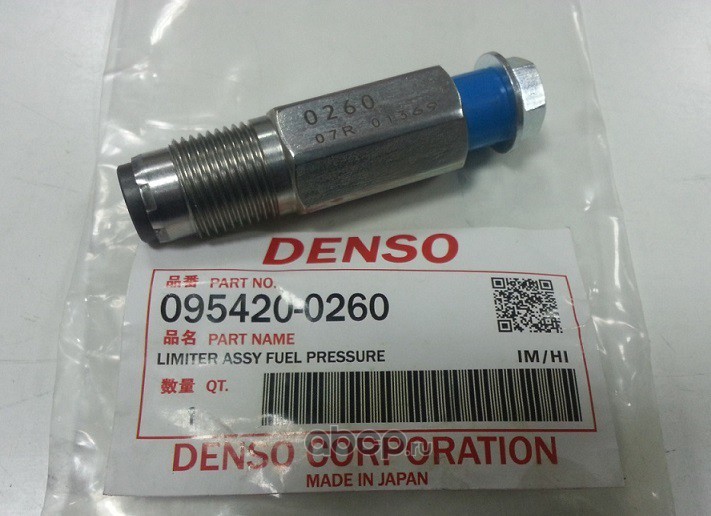 0260
07R 01369
DENSO
品番 PART NO.
095420-0260
品名 PART NAME
LIMITER ASSY FUEL PRESSURE
IM/HI
数量 QT.
1
DENSO CORPORATION
MADE IN JAPAN